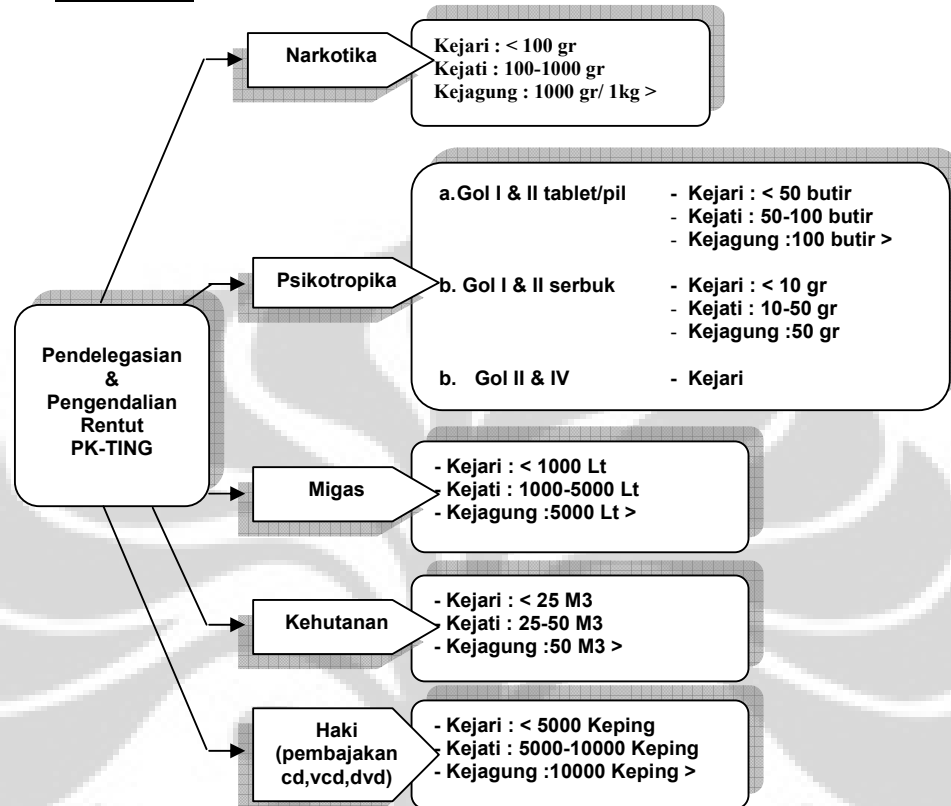 Narkotika
Kejari : < 100 gr
Kejati : 100-1000 gr
Kejagung : 1000 gr/ 1kg >
Psikotropika
a.Gol I & II tablet/pil - Kejari : < 50 butir
- Kejati : 50-100 butir
- Kejagung :100 butir >
b. Gol I & II serbuk - Kejari : < 10 gr
- Kejati : 10-50 gr
- Kejagung :50 gr
b. Gol II & IV - Kejari
Pendelegasian
&
Pengendalian
Rentut
PK-TING
Migas
- Kejari : < 1000 Lt
- Kejati : 1000-5000 Lt
- Kejagung :5000 Lt >
Kehutanan
- Kejari : < 25 M3
- Kejati : 25-50 M3
- Kejagung :50 M3 >
Haki
(pembajakan
cd,vcd,dvd)
- Kejari : < 5000 Keping
- Kejati : 5000-10000 Keping
- Kejagung :10000 Keping >